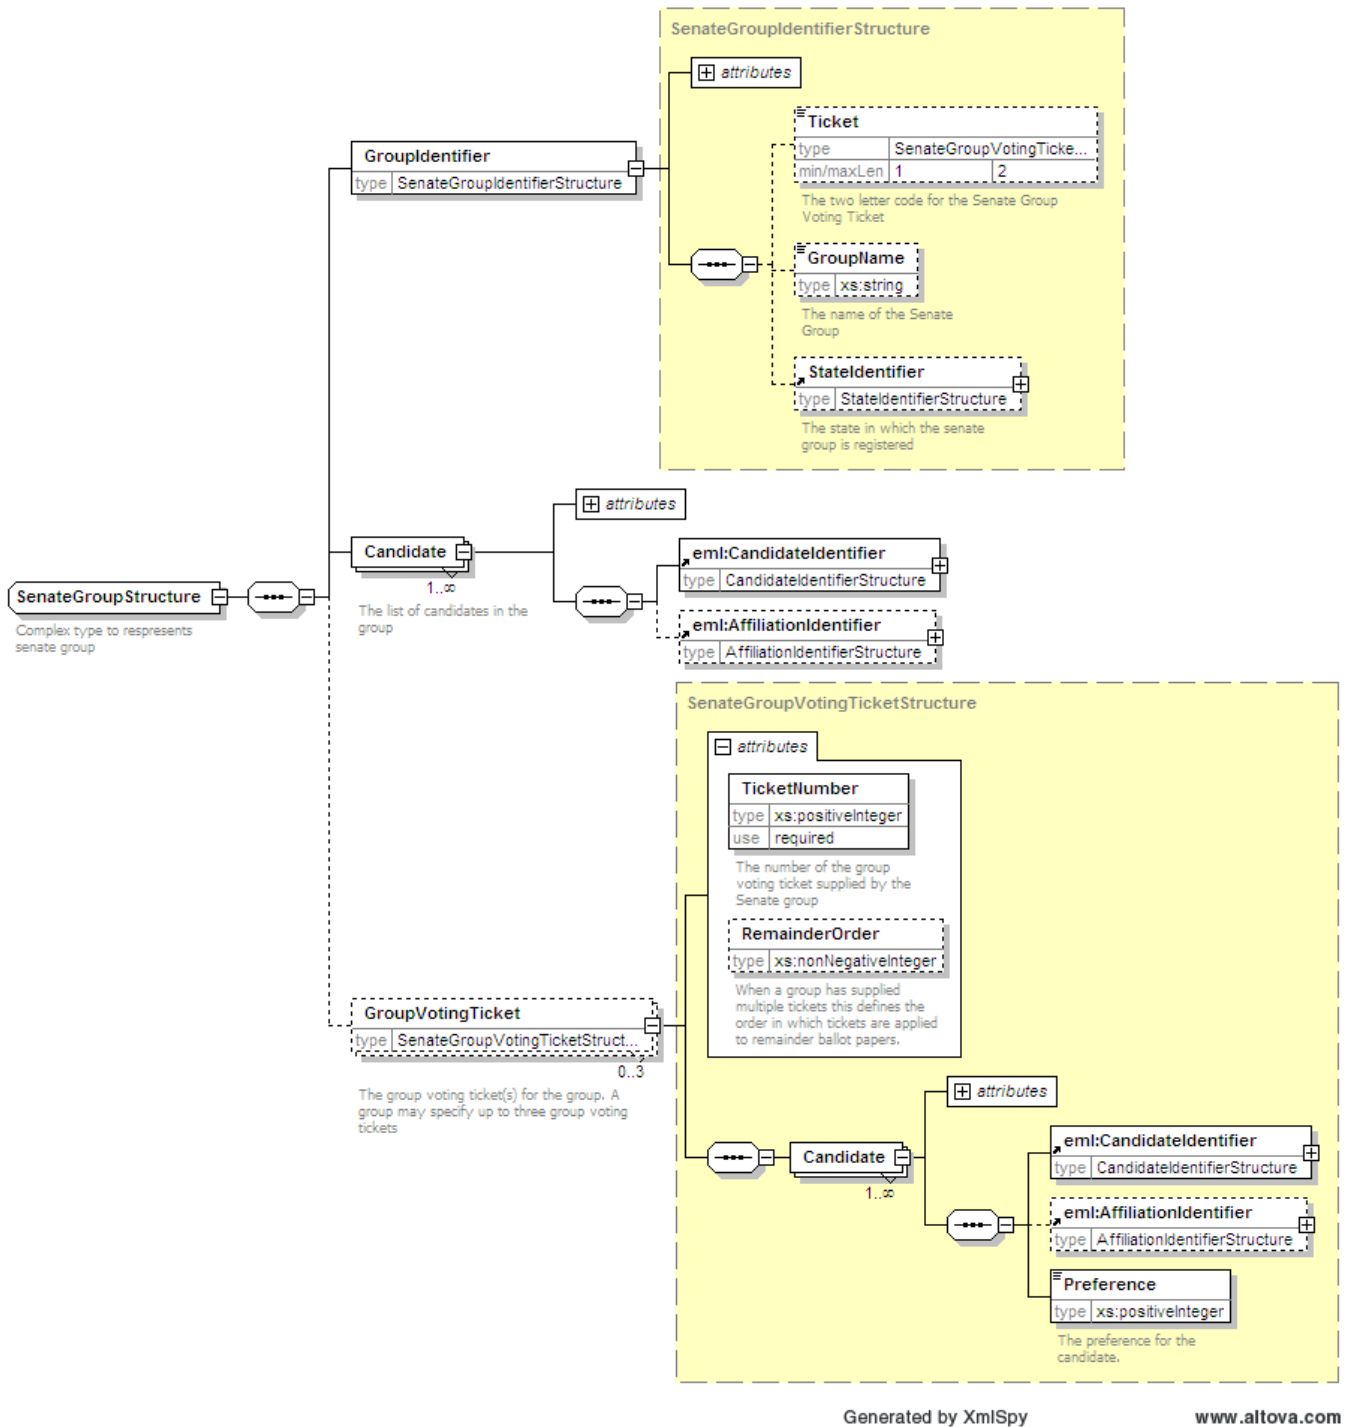 SenateGroupIdentifierStructure
attributes
Ticket
type SenateGroupVotingTicke...
min/maxLen 1 2
The two letter code for the Senate Group
Voting Ticket
GroupIdentifier
type SenateGroupIdentifierStructure
GroupName
type xs:string
The name of the Senate
Group
StateIdentifier
type StateIdentifierStructure
The state in which the senate
group is registered
attributes
Candidate
1..∞
The list of candidates in the
group
eml:CandidateIdentifier
type CandidateIdentifierStructure
eml:AffiliationIdentifier
type AffiliationIdentifierStructure
SenateGroupStructure
Complex type to respresents
senate group
SenateGroupVotingTicketStructure
attributes
TicketNumber
type xs:positiveInteger
use required
The number of the group
voting ticket supplied by the
Senate group
RemainderOrder
type xs:nonNegativeInteger
When a group has supplied
multiple tickets this defines the
order in which tickets are applied
to remainder ballot papers.
GroupVotingTicket
type SenateGroupVotingTicketStruct...
0..3
The group voting ticket(s) for the group. A
group may specify up to three group voting
tickets
attributes
Candidate
1..∞
eml:CandidateIdentifier
type CandidateIdentifierStructure
eml:AffiliationIdentifier
type AffiliationIdentifierStructure
Preference
type xs:positiveInteger
The preference for the
candidate.
Generated by XmlSpy www.altova.com